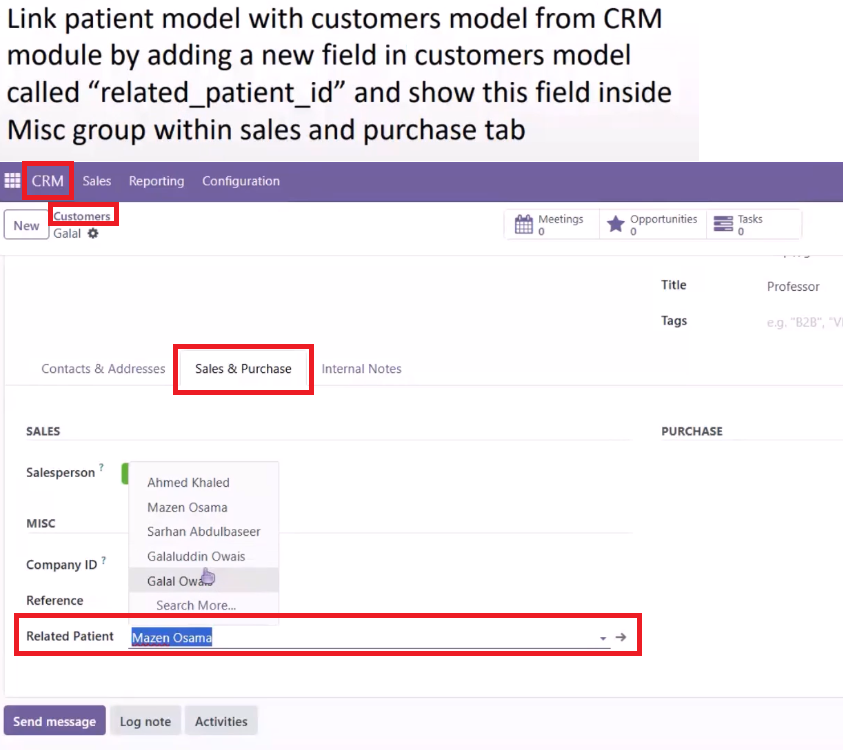 Link patient model with customers model from CRM
module by adding a new field in customers model
called “related_patient_id” and show this field inside
Misc group within sales and purchase tab
CRM Sales Reporting Configuration
New
Customers
Galal
Meetings
0
Opportunities
0
Tasks
0
Title Professor
Tags e.g. "B2B",
Contacts & Addresses Sales & Purchase Internal Notes
SALES PURCHASE
Salesperson ?
Ahmed Khaled
Mazen Osama
Sarhan Abdulbaseer
Galaluddin Owais
Galal Owais
Search More...
MISC
Company ID ?
Reference
Related Patient Mazen Osama
Send message Log note Activities